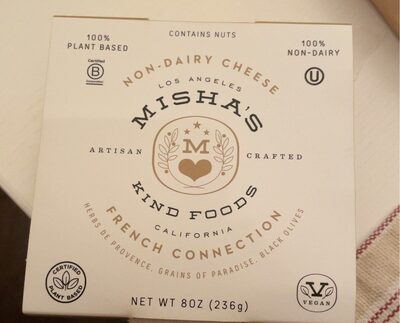 CONTAINS NUTS
100%
PLANT BASED
100%
NON-DAIRY
Certified
B
Corporation
U
NON-DAIRY CHEESE
LOS ANGELES
MISHA'S
ARTISAN
M
CRAFTED
KIND FOODS
CALIFORNIA
FRENCH CONNECTION
HERBS DE PROVENCE, GRAINS OF PARADISE, BLACK OLIVES
CERTIFIED
PLANT BASED
NET WT 8OZ (236g)
V
VEGAN